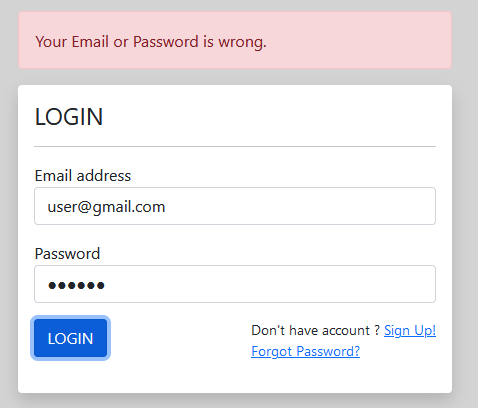 Your Email or Password is wrong.
LOGIN
Email address
user@gmail.com
Password
●●●●●●
LOGIN
Don't have account ? Sign Up!
Forgot Password?